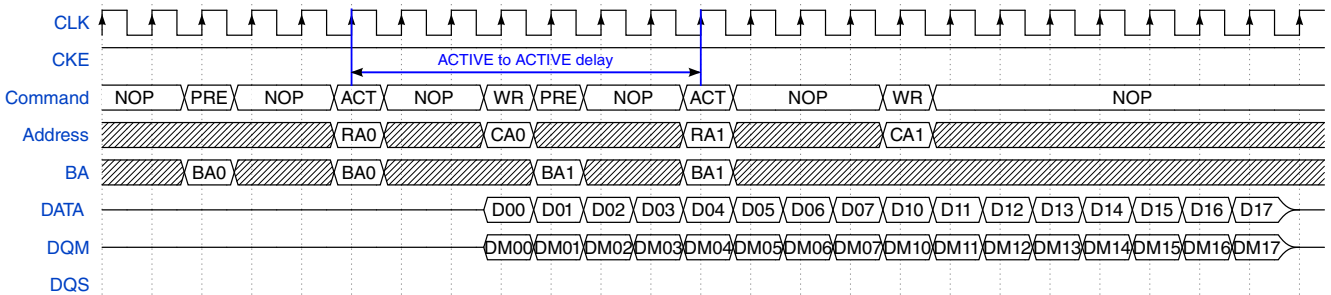 CLK
CKE
ACTIVE to ACTIVE delay
Command NOP PRE NOP ACT NOP WR PRE NOP ACT NOP WR NOP
Address RA0 CA0 RA1 CA1
BA BA0 BA0 BA1 BA1
DATA D00 D01 D02 D03 D04 D05 D06 D07 D10 D11 D12 D13 D14 D15 D16 D17
DQM DM00 DM01 DM02 DM03 DM04 DM05 DM06 DM07 DM10 DM11 DM12 DM13 DM14 DM15 DM16 DM17
DQS